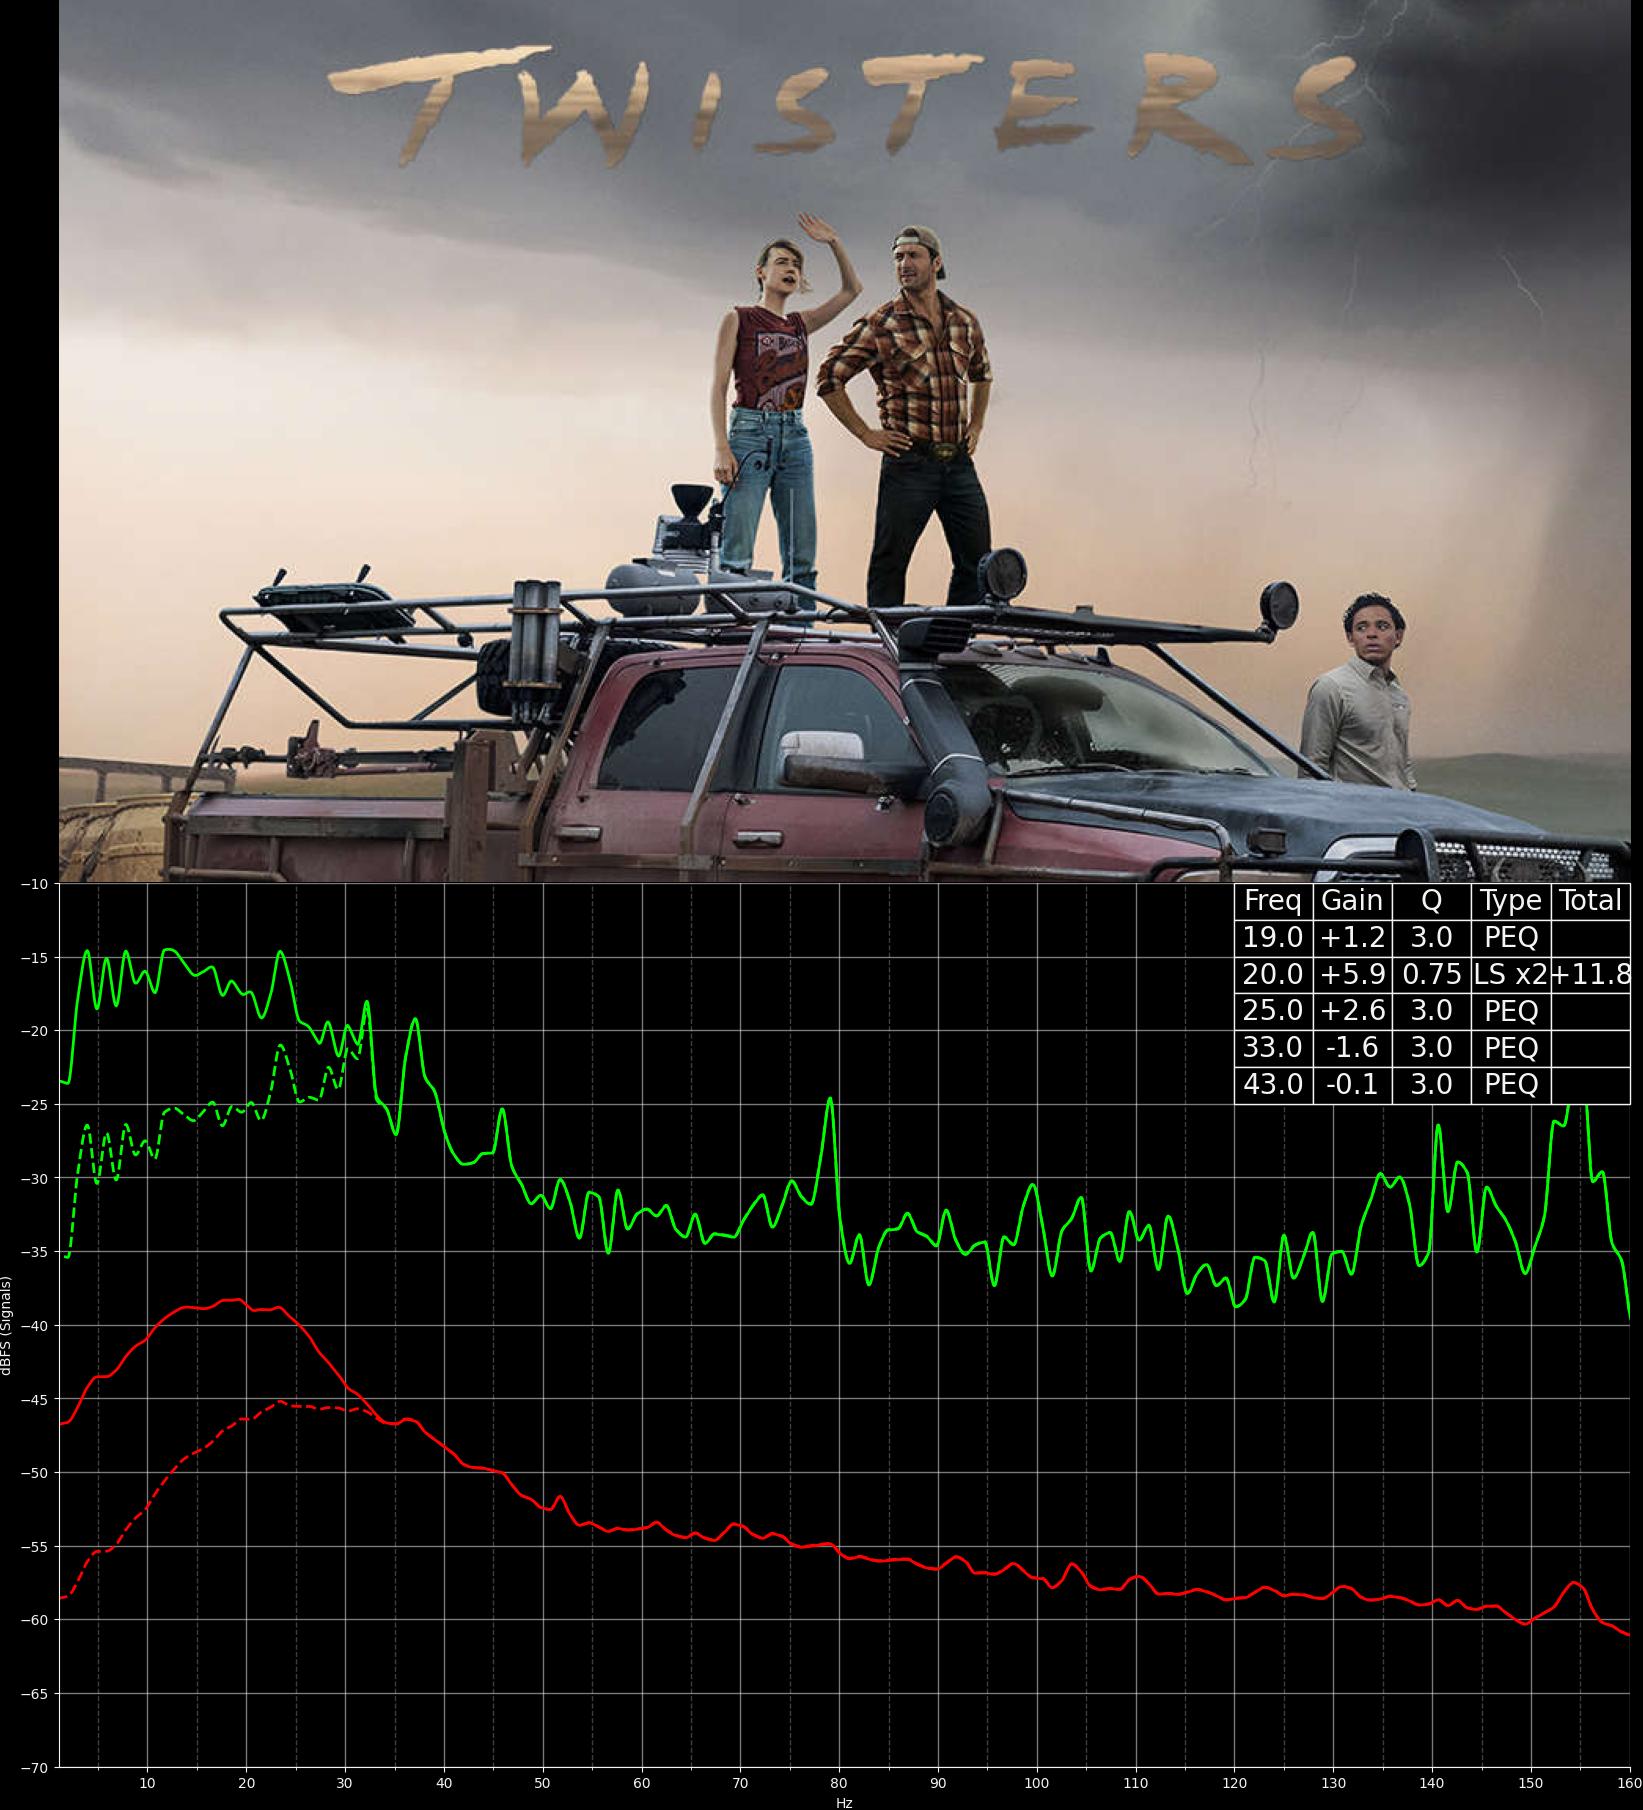 TWISTERS
-10
-15
-20
-25
-30
-35
-40
-45
-50
-55
-60
-65
-70
dBFS (Signals)
Freq Gain Q Type Total
19.0 +1.2 3.0 PEQ
20.0 +5.9 0.75 LS x2 +11.8
25.0 +2.6 3.0 PEQ
33.0 -1.6 3.0 PEQ
43.0 -0.1 3.0 PEQ
10 20 30 40 50 60 70 80 90 100 110 120 130 140 150 160
Hz